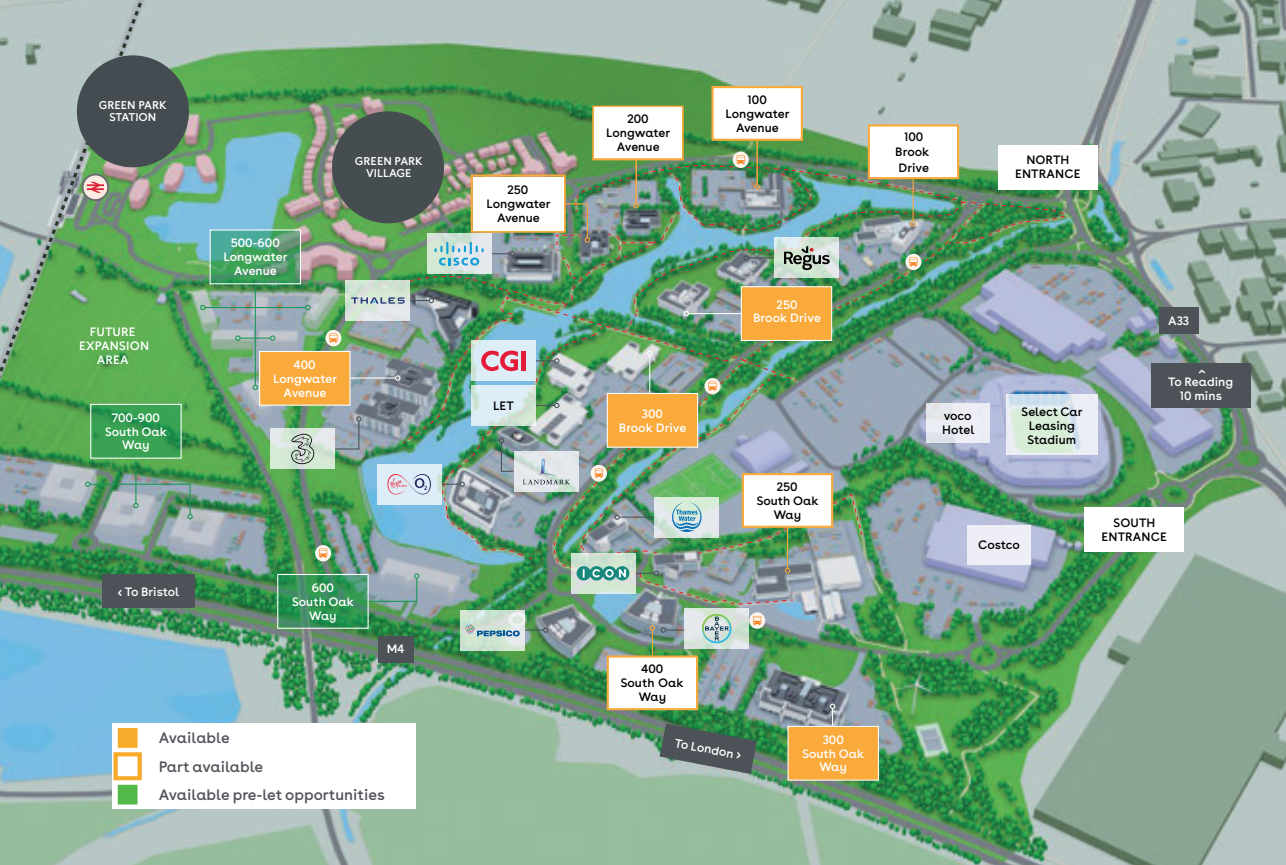 GREEN PARK
STATION
GREEN PARK
VILLAGE
200
Longwater
Avenue
100
Longwater
Avenue
100
Brook
Drive
NORTH
ENTRANCE
250
Longwater
Avenue
500-600
Longwater
Avenue
CISCO
Regus
THALES
250
Brook Drive
FUTURE
EXPANSION
AREA
A33
^
To Reading
10 mins
400
Longwater
Avenue
CGI
LET
300
Brook Drive
voco
Hotel
Select Car
Leasing
Stadium
700-900
South Oak
Way
3
O2
LANDMARK
250
South Oak
Way
Thames
Water
SOUTH
ENTRANCE
Costco
ICON
‹ To Bristol
600
South Oak
Way
PEPSICO
BAYER
BAYER
M4
400
South Oak
Way
To London ›
300
South Oak
Way
Available
Part available
Available pre-let opportunities